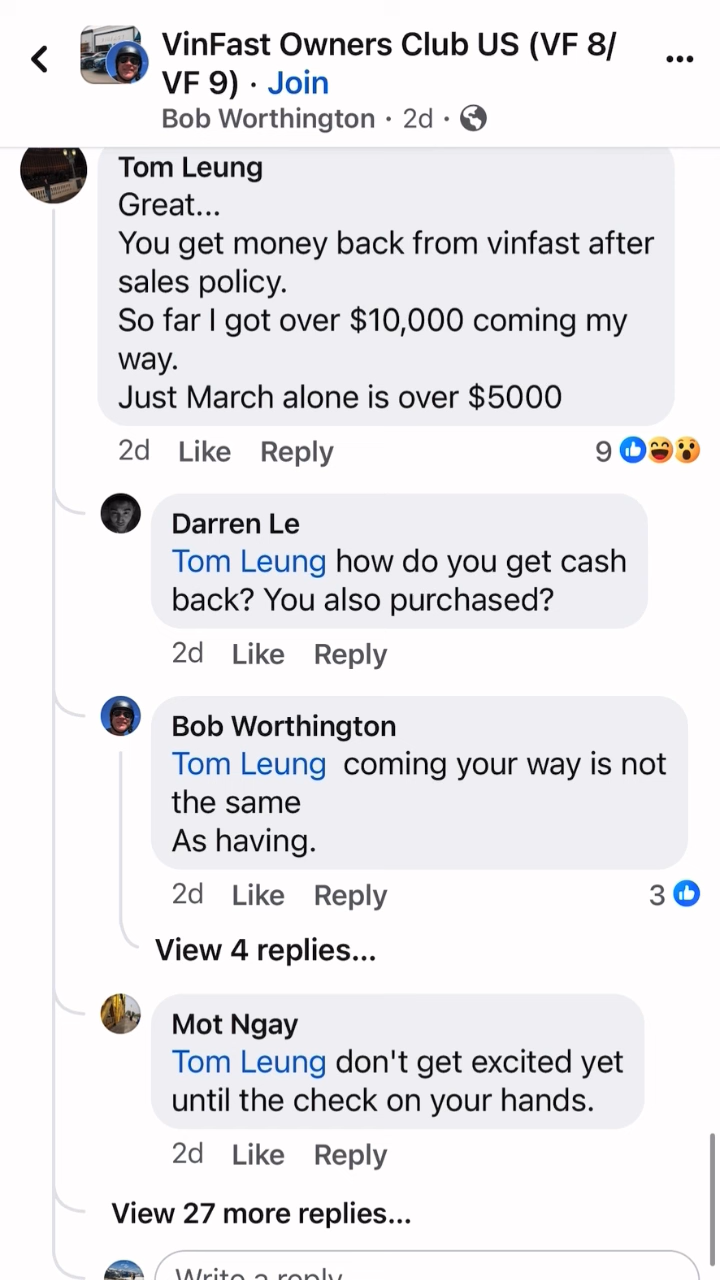 VinFast Owners Club US (VF 8/
VF 9) · Join
Bob Worthington · 2d ·
Tom Leung
Great...
You get money back from vinfast after
sales policy.
So far I got over $10,000 coming my
way.
Just March alone is over $5000
2d Like Reply 9
Darren Le
Tom Leung how do you get cash
back? You also purchased?
2d Like Reply
Bob Worthington
Tom Leung coming your way is not
the same
As having.
2d Like Reply 3
View 4 replies...
Mot Ngay
Tom Leung don't get excited yet
until the check on your hands.
2d Like Reply
View 27 more replies...
Write a reply